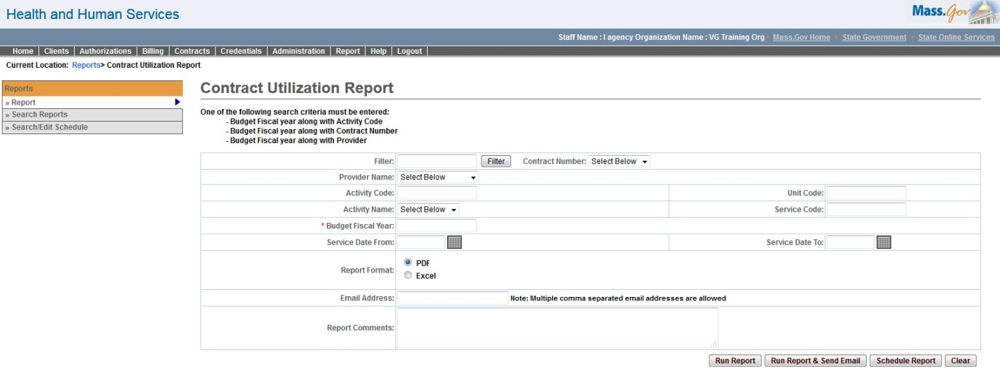 Health and Human Services
Mass.Gov
Staff Name : I agency Organization Name : VG Training Org Mass.Gov Home State Government State Online Services
Home | Clients | Authorizations | Billing | Contracts | Credentials | Administration | Report | Help | Logout |
Current Location: Reports> Contract Utilization Report
Reports
» Report
» Search Reports
» Search/Edit Schedule
Contract Utilization Report
One of the following search criteria must be entered:
- Budget Fiscal year along with Activity Code
- Budget Fiscal year along with Contract Number
- Budget Fiscal year along with Provider
Filter: Filter Contract Number: Select Below
Provider Name: Select Below
Activity Code: Unit Code:
Activity Name: Select Below Service Code:
* Budget Fiscal Year:
Service Date From: Service Date To:
Report Format: PDF
Excel
Email Address: Note: Multiple comma separated email addresses are allowed
Report Comments:
Run Report Run Report & Send Email Schedule Report Clear